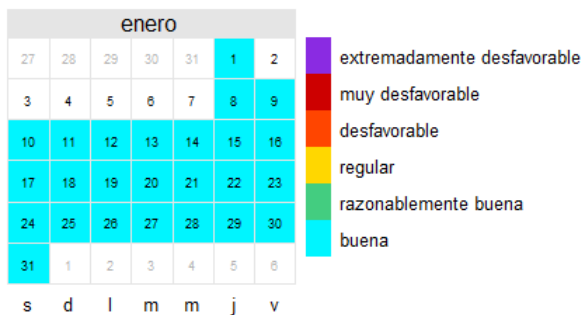 enero
27 28 29 30 31 1 2
3 4 5 6 7 8 9
10 11 12 13 14 15 16
17 18 19 20 21 22 23
24 25 26 27 28 29 30
31 1 2 3 4 5 6
s d l m m j v
extremadamente desfavorable
muy desfavorable
desfavorable
regular
razonablemente buena
buena